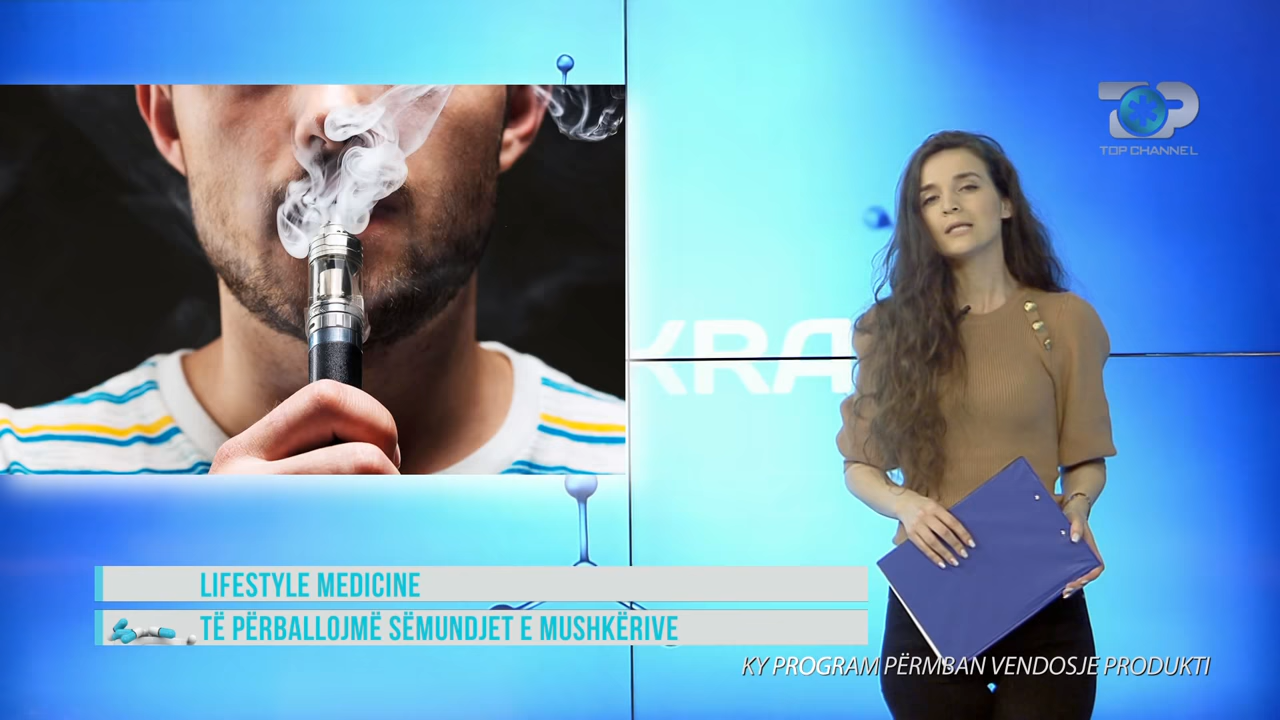 TOP CHANNEL
KRA
LIFESTYLE MEDICINE
TË PËRBALLOJMË SËMUNDJET E MUSHKËRIVE
KY PROGRAM PËRMBAN VENDOSJE PRODUKTI